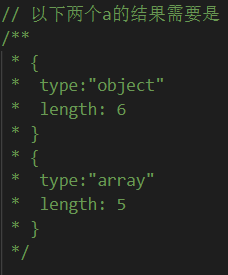 // 以下两个a的结果需要是
/**
 * {
 *  type:"object"
 *  length: 6
 * }
 * {
 *  type:"array"
 *  length: 5
 * }
 */